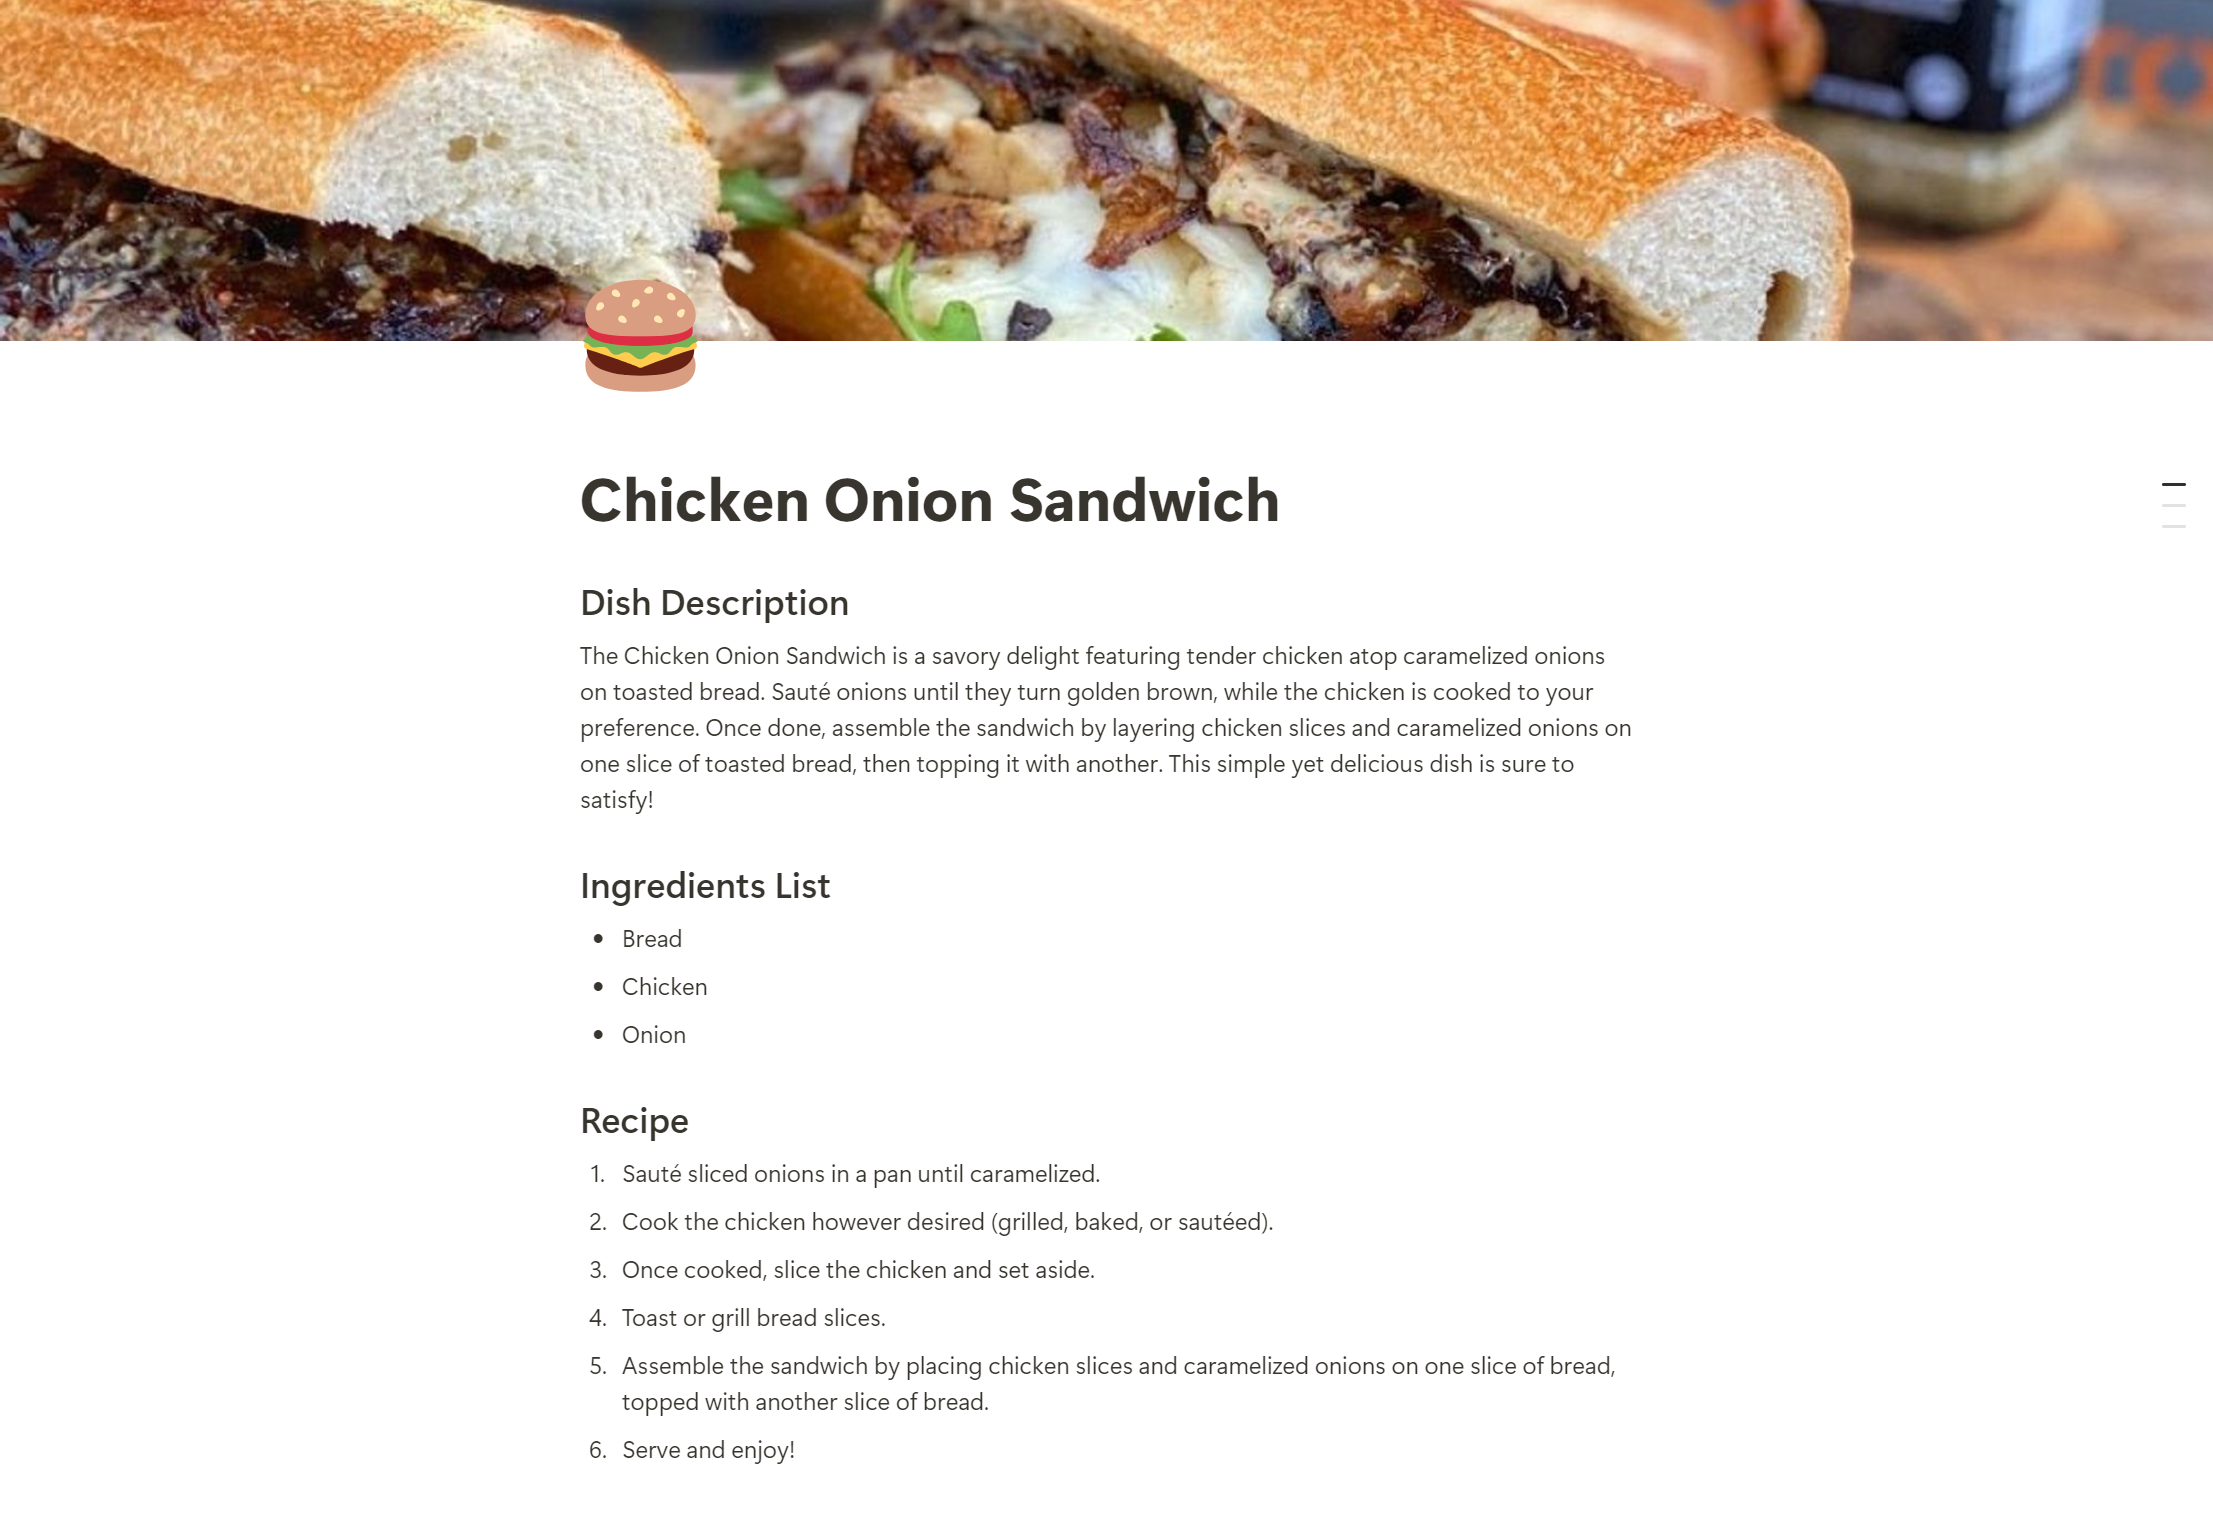 Chicken Onion Sandwich
Dish Description
The Chicken Onion Sandwich is a savory delight featuring tender chicken atop caramelized onions
on toasted bread. Sauté onions until they turn golden brown, while the chicken is cooked to your
preference. Once done, assemble the sandwich by layering chicken slices and caramelized onions on
one slice of toasted bread, then topping it with another. This simple yet delicious dish is sure to
satisfy!
Ingredients List
• Bread
• Chicken
• Onion
Recipe
1. Sauté sliced onions in a pan until caramelized.
2. Cook the chicken however desired (grilled, baked, or sautéed).
3. Once cooked, slice the chicken and set aside.
4. Toast or grill bread slices.
5. Assemble the sandwich by placing chicken slices and caramelized onions on one slice of bread,
topped with another slice of bread.
6. Serve and enjoy!